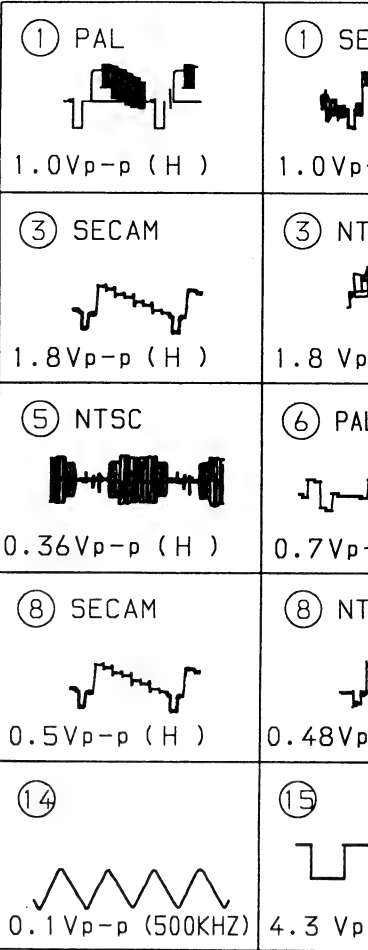 ① PAL
1.0Vp-p (H )
① SE
1.0Vp-
③ SECAM
1.8Vp-p (H )
③ NT
1.8 Vp
⑤ NTSC
0.36Vp-p (H )
⑥ PAL
0.7Vp-
⑧ SECAM
0.5Vp-p (H )
⑧ NT
0.48Vp
⑭
0.1Vp-p (500KHZ)
⑮
4.3 Vp